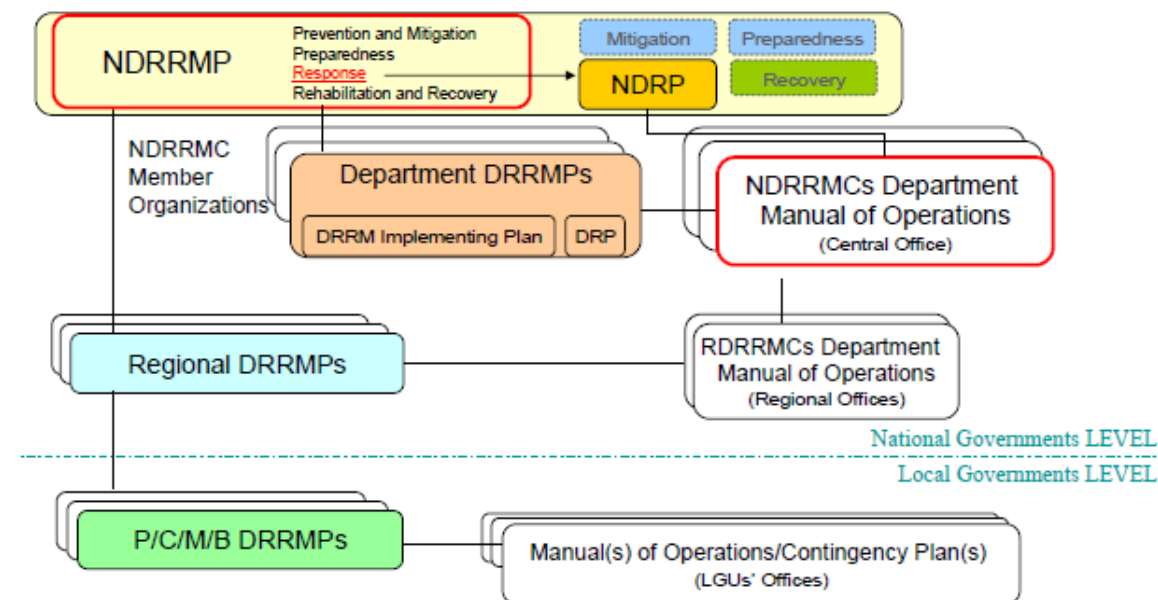 NDRRMP
Prevention and Mitigation
Preparedness
Response
Rehabilitation and Recovery
Mitigation
Preparedness
NDRP
Recovery
NDRRMC
Member
Organizations
Department DRRMPs
DRRM Implementing Plan
DRP
NDRRMCs Department
Manual of Operations
(Central Office)
Regional DRRMPs
RDRRMCs Department
Manual of Operations
(Regional Offices)
National Governments LEVEL
Local Governments LEVEL
P/C/M/B DRRMPs
Manual(s) of Operations/Contingency Plan(s)
(LGUs' Offices)